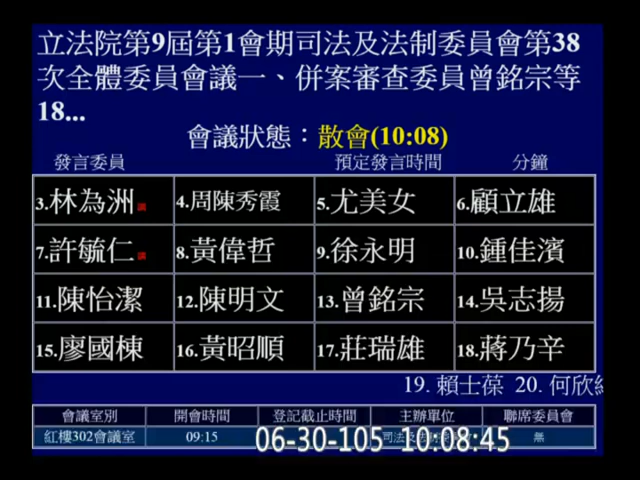 立法院第9屆第1會期司法及法制委員會第38
次全體委員會議一、併案審查委員曾銘宗等
18...
會議狀態：散會(10:08)
發言委員 預定發言時間 分鐘
3.林為洲 4.周陳秀霞 5.尤美女 6.顧立雄
7.許毓仁 8.黃偉哲 9.徐永明 10.鍾佳濱
11.陳怡潔 12.陳明文 13.曾銘宗 14.吳志揚
15.廖國棟 16.黃昭順 17.莊瑞雄 18.蔣乃辛
19. 賴士葆 20. 何欣
會議室別 開會時間 登記截止時間 主辦單位 聯席委員會
紅樓302會議室 09:15 司法及法制委員會 無
06-30-105 10:08:45